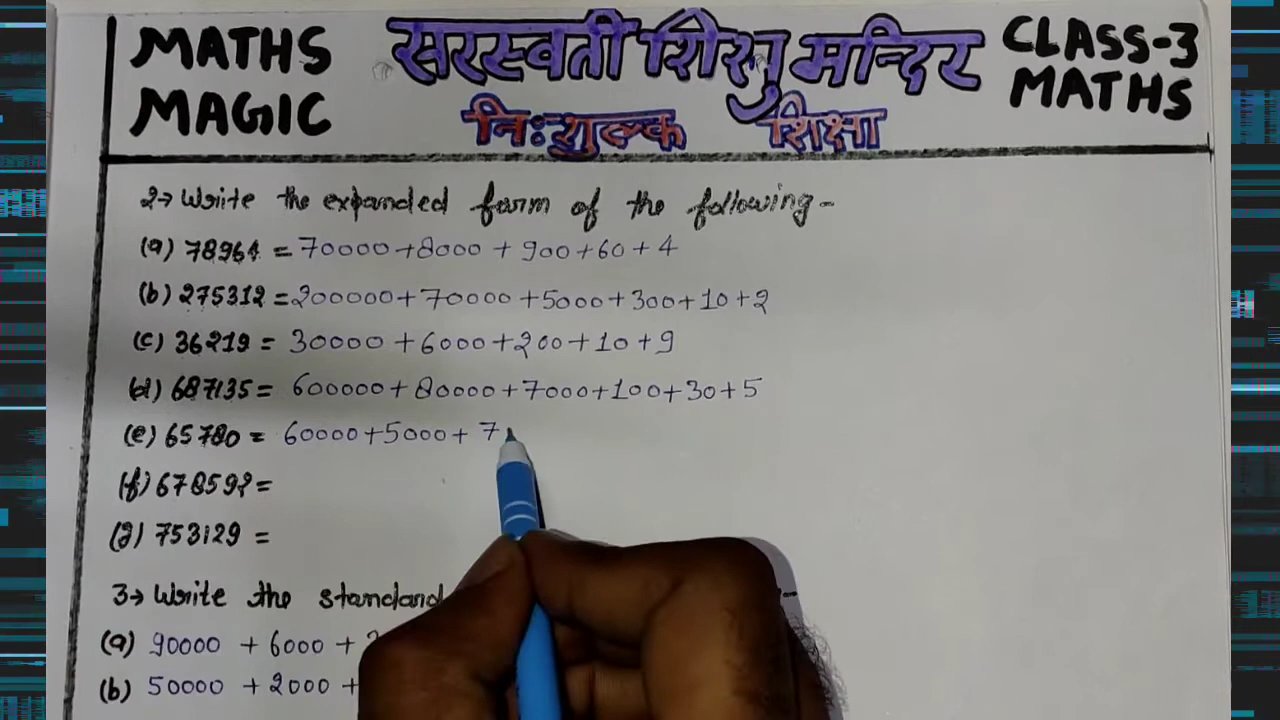 MATHS MAGIC
सरस्वती शिशु मन्दिर
निःशुल्क शिक्षा
CLASS-3 MATHS
2→ Write the expanded form of the following-
(a) 78964 = 70000+8000+900+60+4
(b) 275312 = 200000+70000+5000+300+10+2
(c) 36219 = 30000+6000+200+10+9
(d) 687135 = 600000+80000+7000+100+30+5
(e) 65780 = 60000+5000+7
(f) 678592 =
(g) 753129 =
3→ Write the standard
(a) 90000 + 6000 +
(b) 50000 + 2000 +